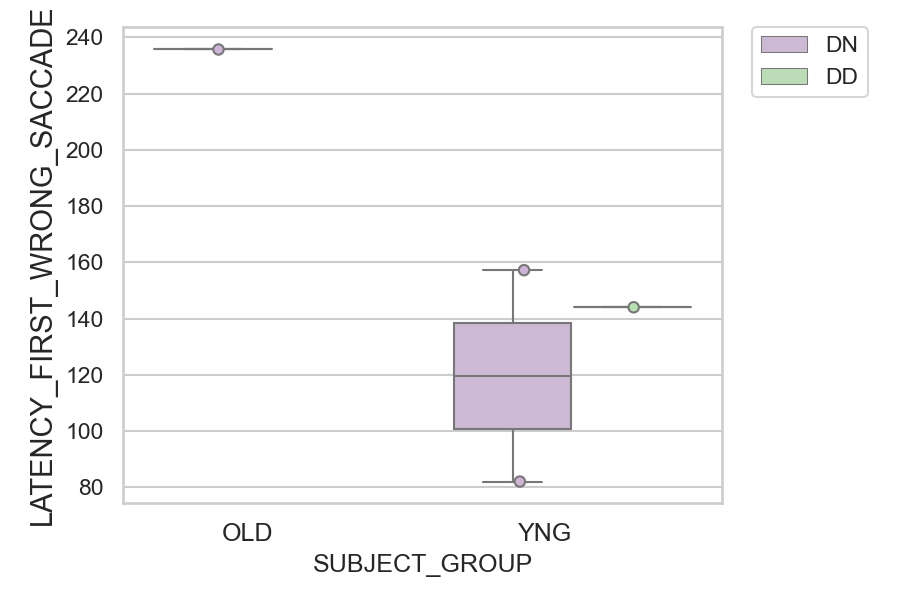 LATENCY_FIRST_WRONG_SACCADE
240
220
200
180
160
140
120
100
80
OLD YNG
SUBJECT_GROUP
DN
DD